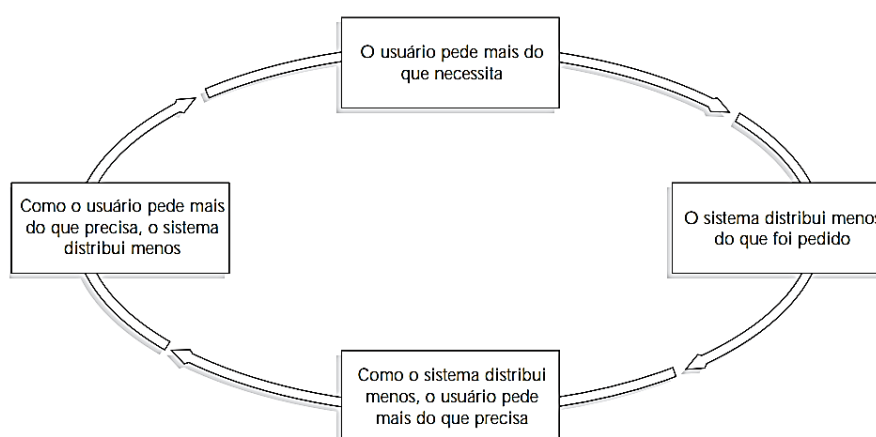 O usuário pede mais do
que necessita
Como o usuário pede mais
do que precisa, o sistema
distribui menos
O sistema distribui menos
do que foi pedido
Como o sistema distribui
menos, o usuário pede
mais do que precisa